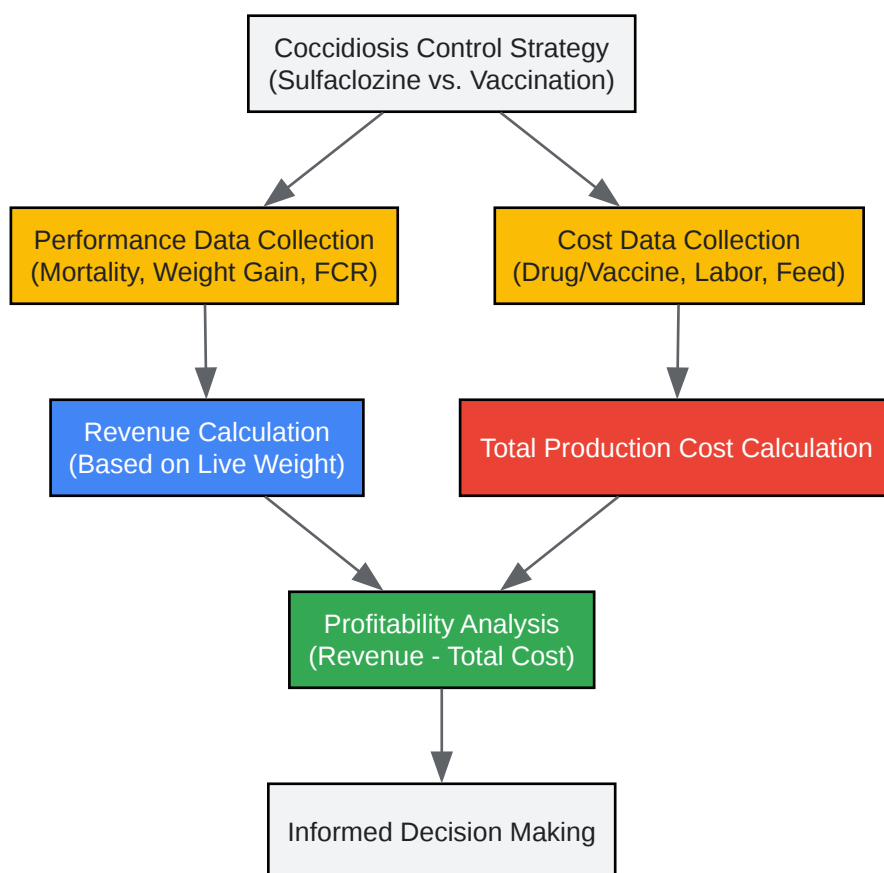 Coccidiosis Control Strategy
(Sulfaclozine vs. Vaccination)
Performance Data Collection
(Mortality, Weight Gain, FCR)
Cost Data Collection
(Drug/Vaccine, Labor, Feed)
Revenue Calculation
(Based on Live Weight)
Total Production Cost Calculation
Profitability Analysis
(Revenue - Total Cost)
Informed Decision Making